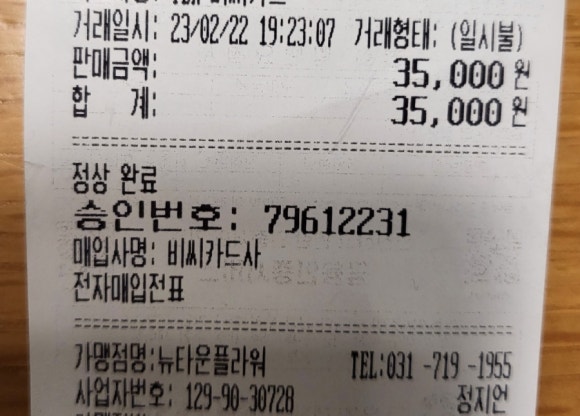 거래일시: 23/02/22 19:23:07 거래형태: (일시불)
판매금액: 35,000 원
합 계: 35,000 원
정상 완료
승인번호: 79612231
매입사명: 비씨카드사
전자매입전표
가맹점명:뉴타운플라워 TEL:031 -719 -1955
사업자번호: 129-90-30728 정지언